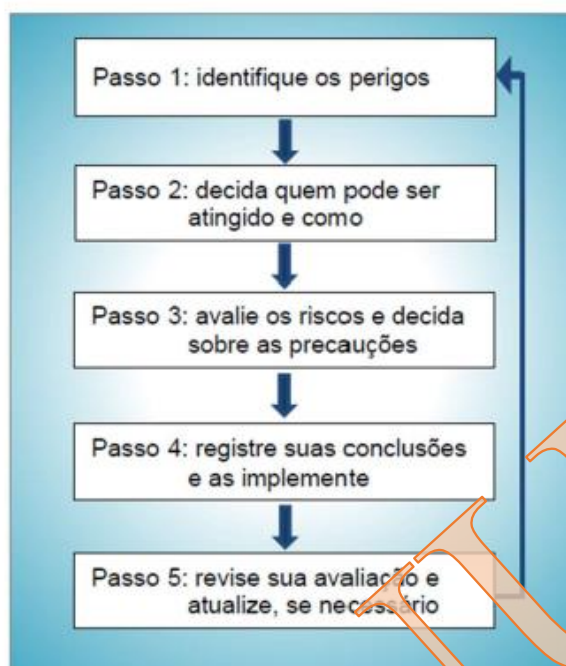 Passo 1: identifique os perigos
Passo 2: decida quem pode ser
atingido e como
Passo 3: avalie os riscos e decida
sobre as precauções
Passo 4: registre suas conclusões
e as implemente
Passo 5: revise sua avaliação e
atualize, se necessário